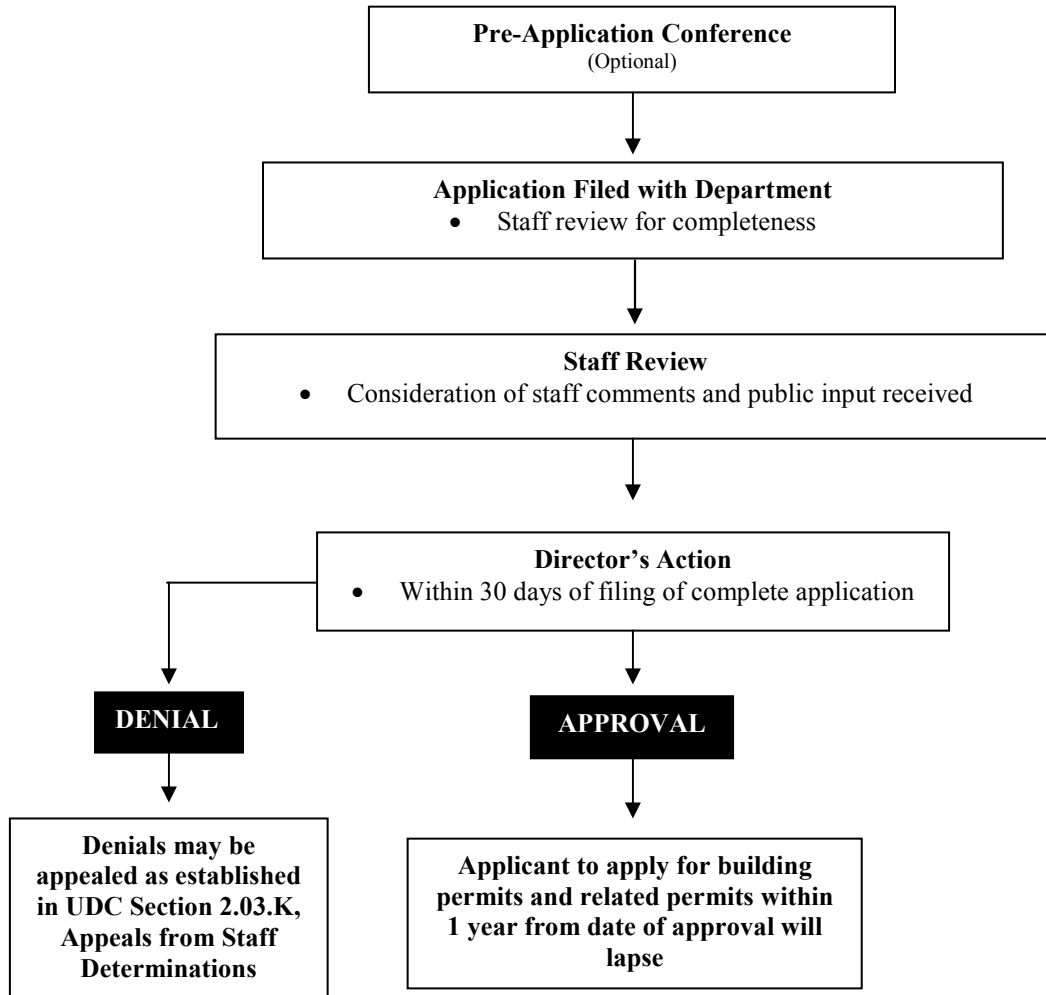 Pre-Application Conference
(Optional)
Application Filed with Department
• Staff review for completeness
Staff Review
• Consideration of staff comments and public input received
Director’s Action
• Within 30 days of filing of complete application
DENIAL
APPROVAL
Denials may be
appealed as established
in UDC Section 2.03.K,
Appeals from Staff
Determinations
Applicant to apply for building
permits and related permits within
1 year from date of approval will
lapse